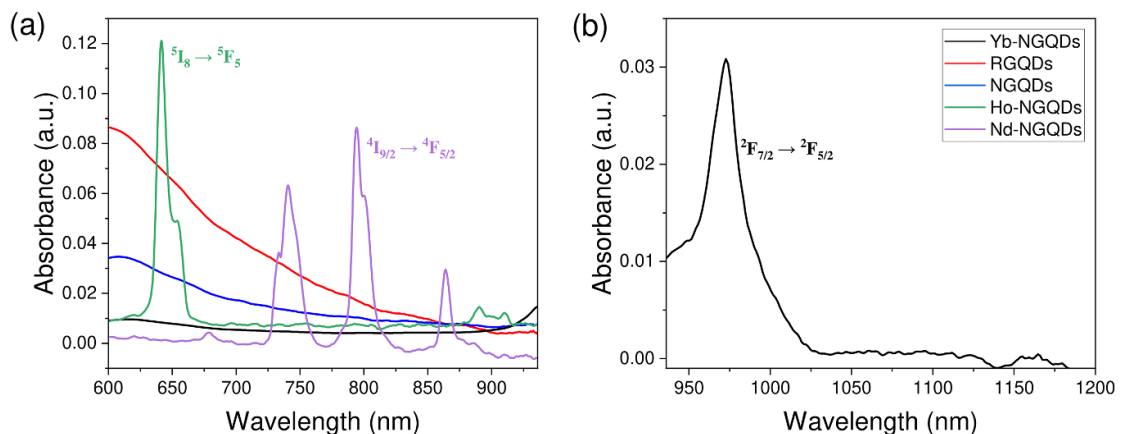 (a)
0.12
0.10
0.08
0.06
0.04
0.02
0.00
Absorbance (a.u.)
⁵I₈ → ⁵F₅
⁴I₉/₂ → ⁴F₅/₂
600 650 700 750 800 850 900
Wavelength (nm)
(b)
0.03
0.02
0.01
0.00
Absorbance (a.u.)
Yb-NGQDs
RGQDs
NGQDs
Ho-NGQDs
Nd-NGQDs
²F₇/₂ → ²F₅/₂
950 1000 1050 1100 1150 1200
Wavelength (nm)